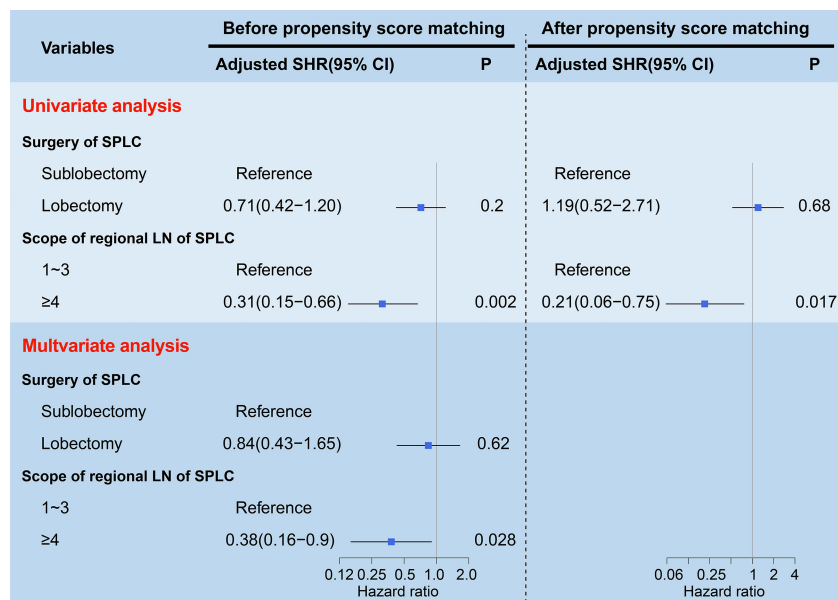 Variables
Before propensity score matching
After propensity score matching
Adjusted SHR(95% CI) P
Adjusted SHR(95% CI) P
Univariate analysis
Surgery of SPLC
Sublobectomy Reference Reference
Lobectomy 0.71(0.42−1.20) 0.2 1.19(0.52−2.71) 0.68
Scope of regional LN of SPLC
1~3 Reference Reference
≥4 0.31(0.15−0.66) 0.002 0.21(0.06−0.75) 0.017
Multvariate analysis
Surgery of SPLC
Sublobectomy Reference
Lobectomy 0.84(0.43−1.65) 0.62
Scope of regional LN of SPLC
1~3 Reference
≥4 0.38(0.16−0.9) 0.028
0.12 0.25 0.5 1.0 2.0 0.06 0.25 1 2 4
Hazard ratio Hazard ratio